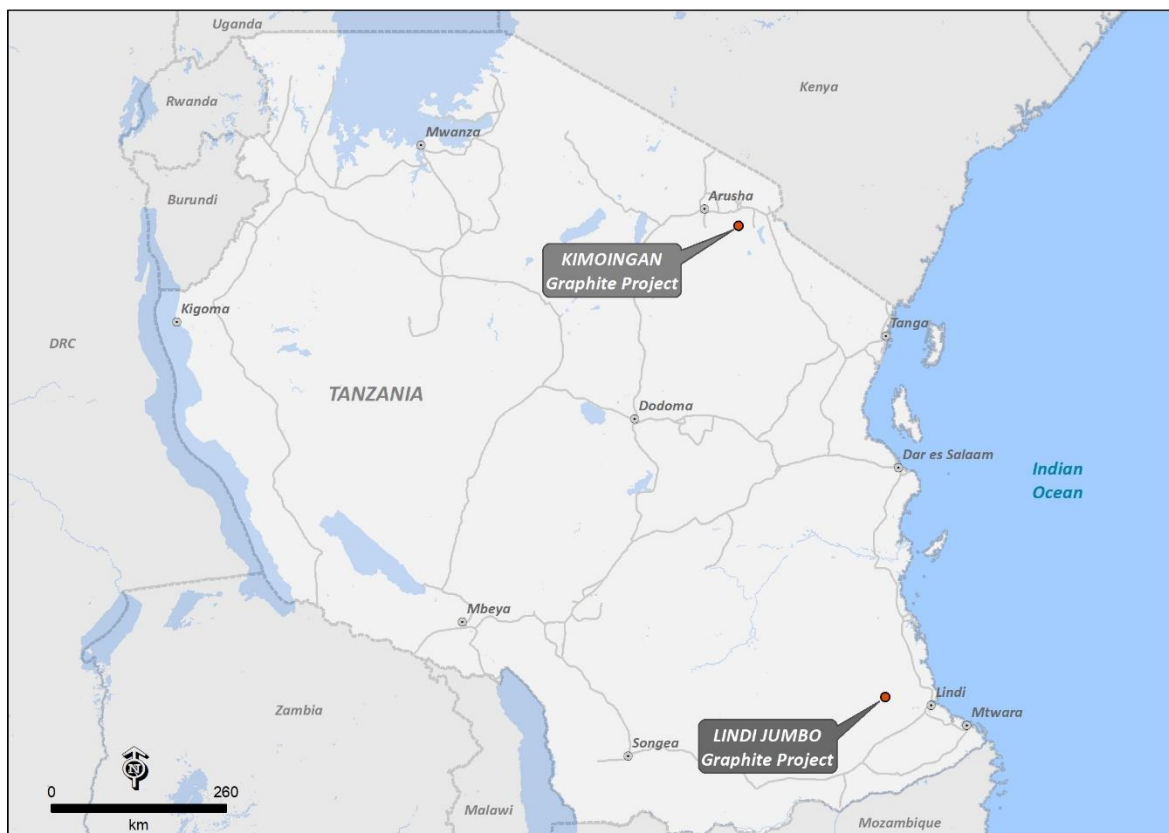 Uganda
Kenya
Rwanda
Mwanza
Burundi
Arusha
KIMOINGAN
Graphite Project
Kigoma
Tanga
DRC
TANZANIA
Dodoma
Dar es Salaam
Indian
Ocean
Mbeya
Lindi
Zambia
Mtwara
LINDI JUMBO
Graphite Project
Songea
N
0 260
km
Malawi
Mozambique